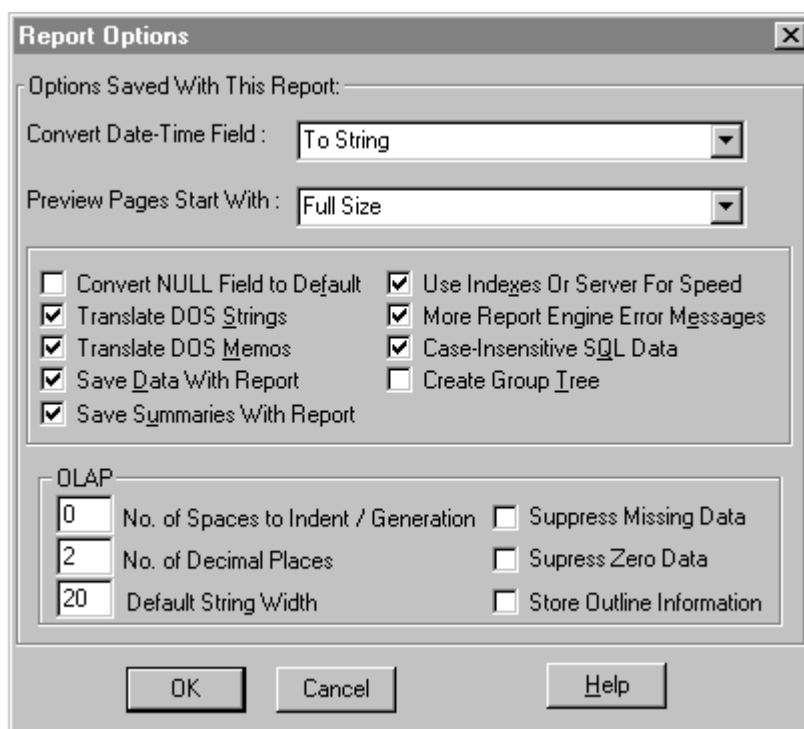 Report Options
Options Saved With This Report:
Convert Date-Time Field : To String
Preview Pages Start With : Full Size
Convert NULL Field to Default Use Indexes Or Server For Speed
Translate DOS Strings More Report Engine Error Messages
Translate DOS Memos Case-Insensitive SQL Data
Save Data With Report Create Group Tree
Save Summaries With Report
OLAP
0 No. of Spaces to Indent / Generation Suppress Missing Data
2 No. of Decimal Places Supress Zero Data
20 Default String Width Store Outline Information
OK Cancel Help